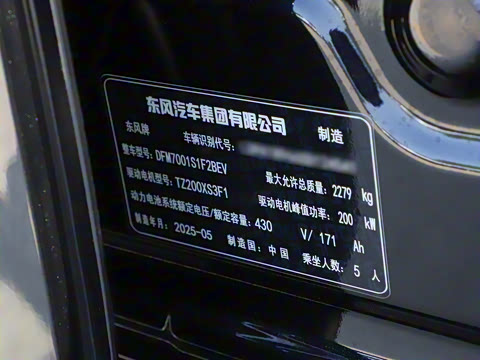 东风汽车集团有限公司 制造
东风牌 车辆识别代号:
整车型号: DFM7001S1F2BEV 最大允许总质量: 2279 kg
驱动电机型号: TZ200XS3F1 驱动电机峰值功率: 200 kW
动力电池系统额定电压/额定容量: 430 V/ 171 Ah
制造年月: 2025-05 制造国: 中国 乘坐人数: 5 人